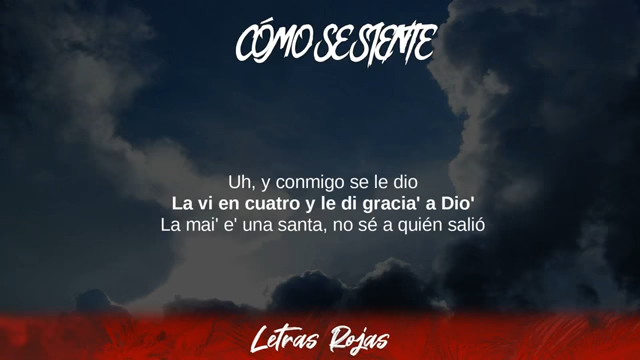 CÓMO SE SIENTE
Uh, y conmigo se le dio
La vi en cuatro y le di gracia' a Dio'
La mai' e' una santa, no sé a quién salió
Letras Rojas